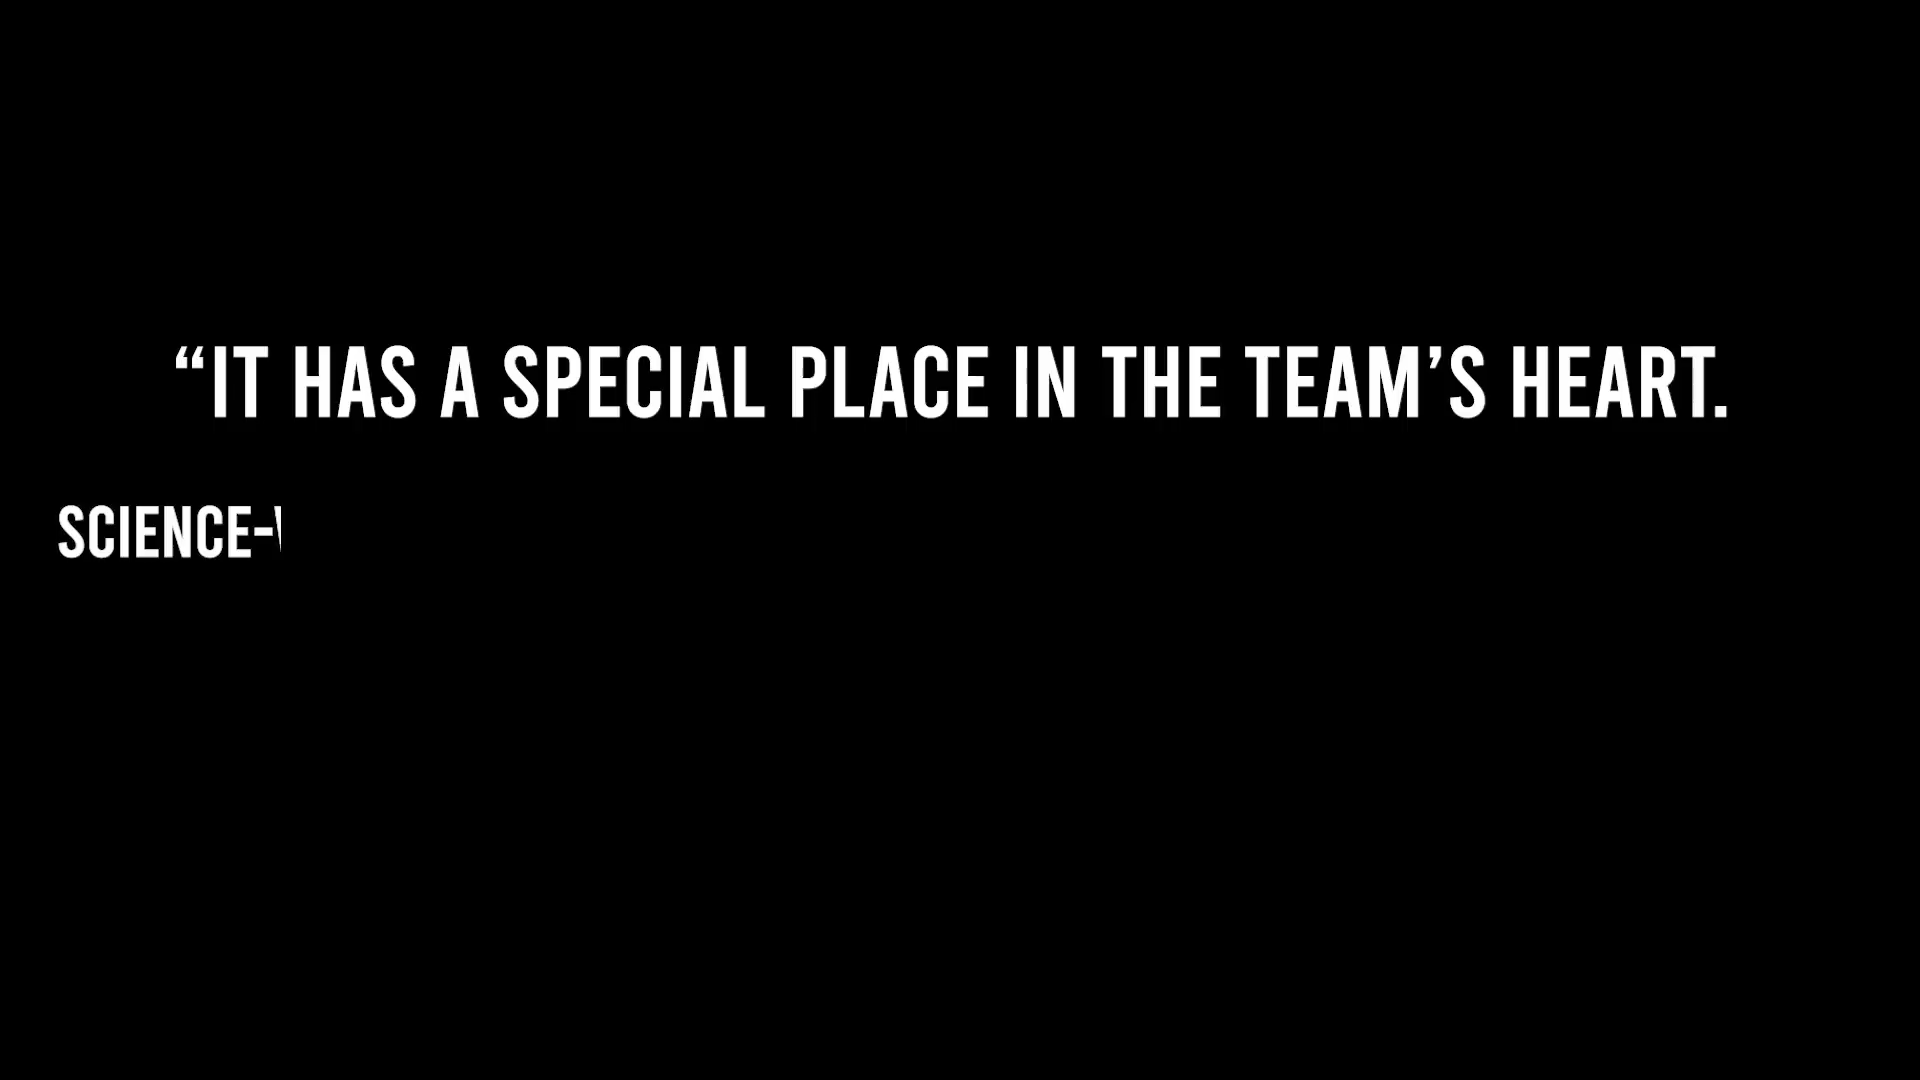 “IT HAS A SPECIAL PLACE IN THE TEAM’S HEART.
SCIENCE-